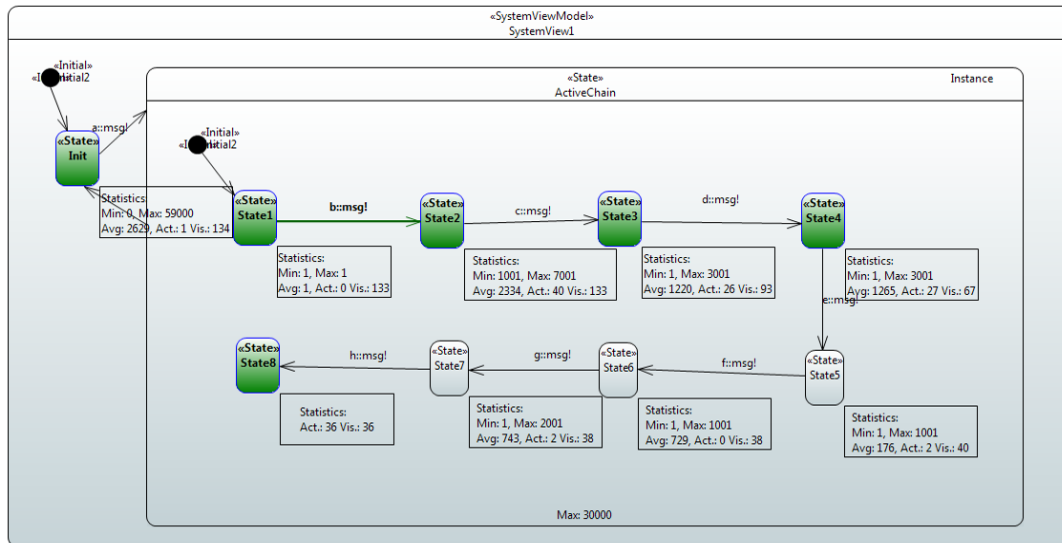 «SystemViewModel»
SystemView1
«Initial»
Initial2
«State»
ActiveChain
Instance
a::msg!
«State»
Init
«Initial»
Initial2
Statistics:
Min: 0, Max: 59000
Avg: 2629, Act.: 1 Vis.: 134
«State»
State1
b::msg!
«State»
State2
c::msg!
«State»
State3
d::msg!
«State»
State4
Statistics:
Min: 1, Max: 1
Avg: 1, Act.: 0 Vis.: 133
Statistics:
Min: 1001, Max: 7001
Avg: 2334, Act.: 40 Vis.: 133
Statistics:
Min: 1, Max: 3001
Avg: 1220, Act.: 26 Vis.: 93
Statistics:
Min: 1, Max: 3001
Avg: 1265, Act.: 27 Vis.: 67
e::msg!
«State»
State8
h::msg!
«State»
State7
g::msg!
«State»
State6
f::msg!
«State»
State5
Statistics:
Act.: 36 Vis.: 36
Statistics:
Min: 1, Max: 2001
Avg: 743, Act.: 2 Vis.: 38
Statistics:
Min: 1, Max: 1001
Avg: 729, Act.: 0 Vis.: 38
Statistics:
Min: 1, Max: 1001
Avg: 176, Act.: 2 Vis.: 40
Max: 30000